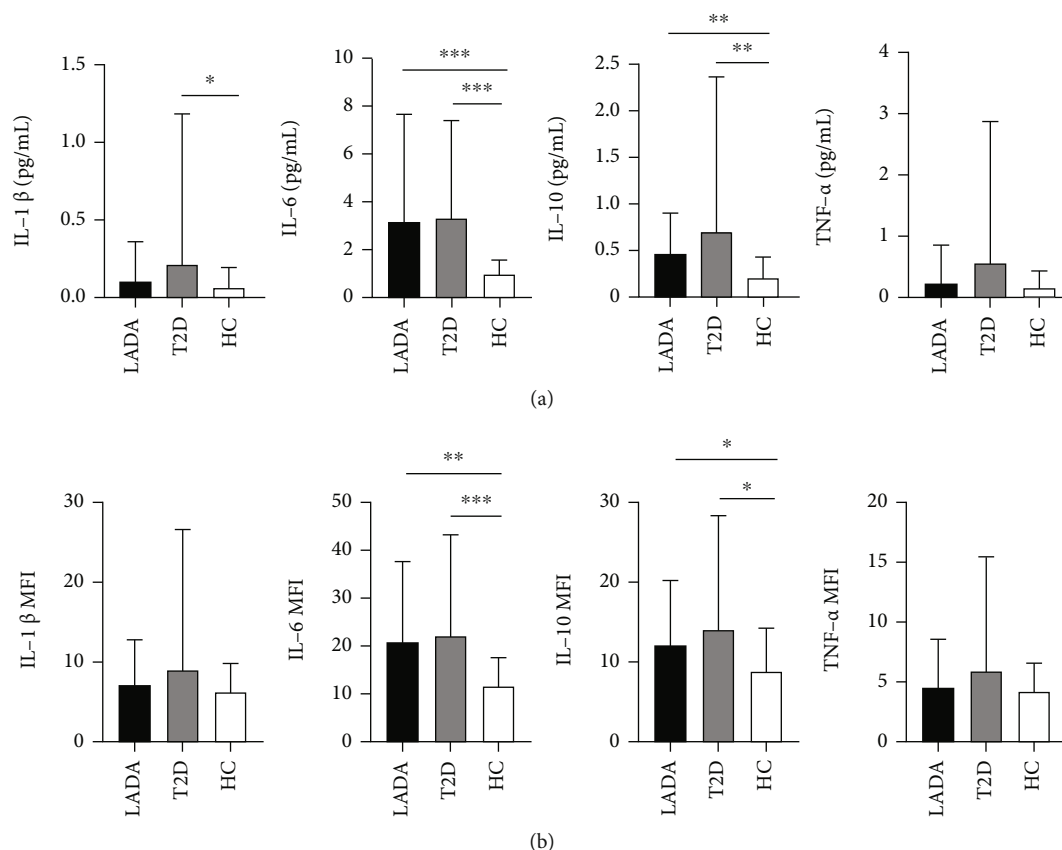 IL–1 β (pg/mL)
1.5
1.0
0.5
0.0
*
LADA
T2D
HC
IL–6 (pg/mL)
10
8
6
4
2
0
***
***
LADA
T2D
HC
IL–10 (pg/mL)
2.5
2.0
1.5
1.0
0.5
0.0
**
**
LADA
T2D
HC
TNF–α (pg/mL)
4
3
2
1
0
LADA
T2D
HC
(a)
IL–1 β MFI
30
20
10
0
LADA
T2D
HC
IL–6 MFI
50
40
30
20
10
0
**
***
LADA
T2D
HC
IL–10 MFI
30
20
10
0
*
*
LADA
T2D
HC
TNF–α MFI
20
15
10
5
0
LADA
T2D
HC
(b)